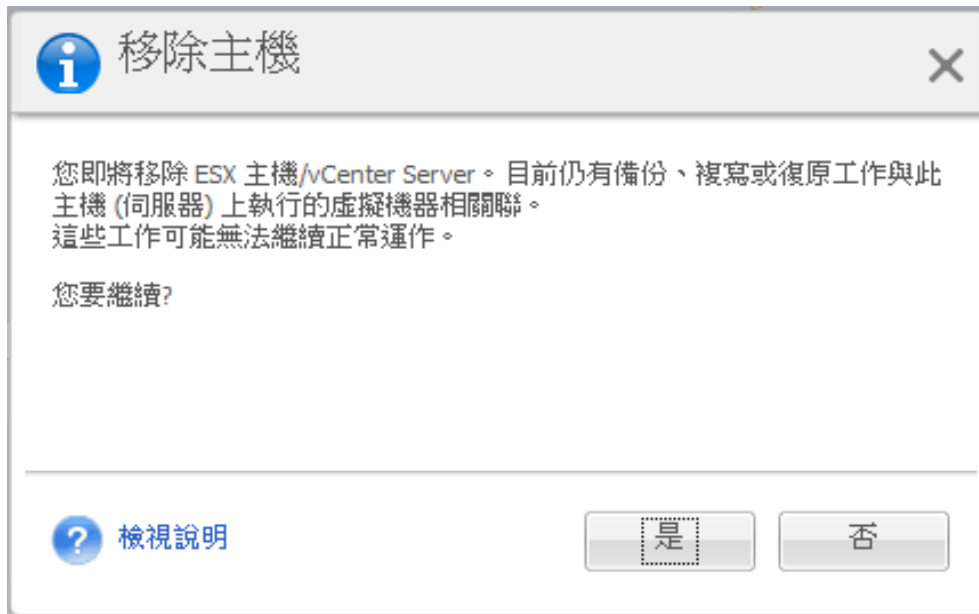 移除主機
您即將移除 ESX 主機/vCenter Server。目前仍有備份、複寫或復原工作與此
主機 (伺服器) 上執行的虛擬機器相關聯。
這些工作可能無法繼續正常運作。
您要繼續?
檢視說明
是
否